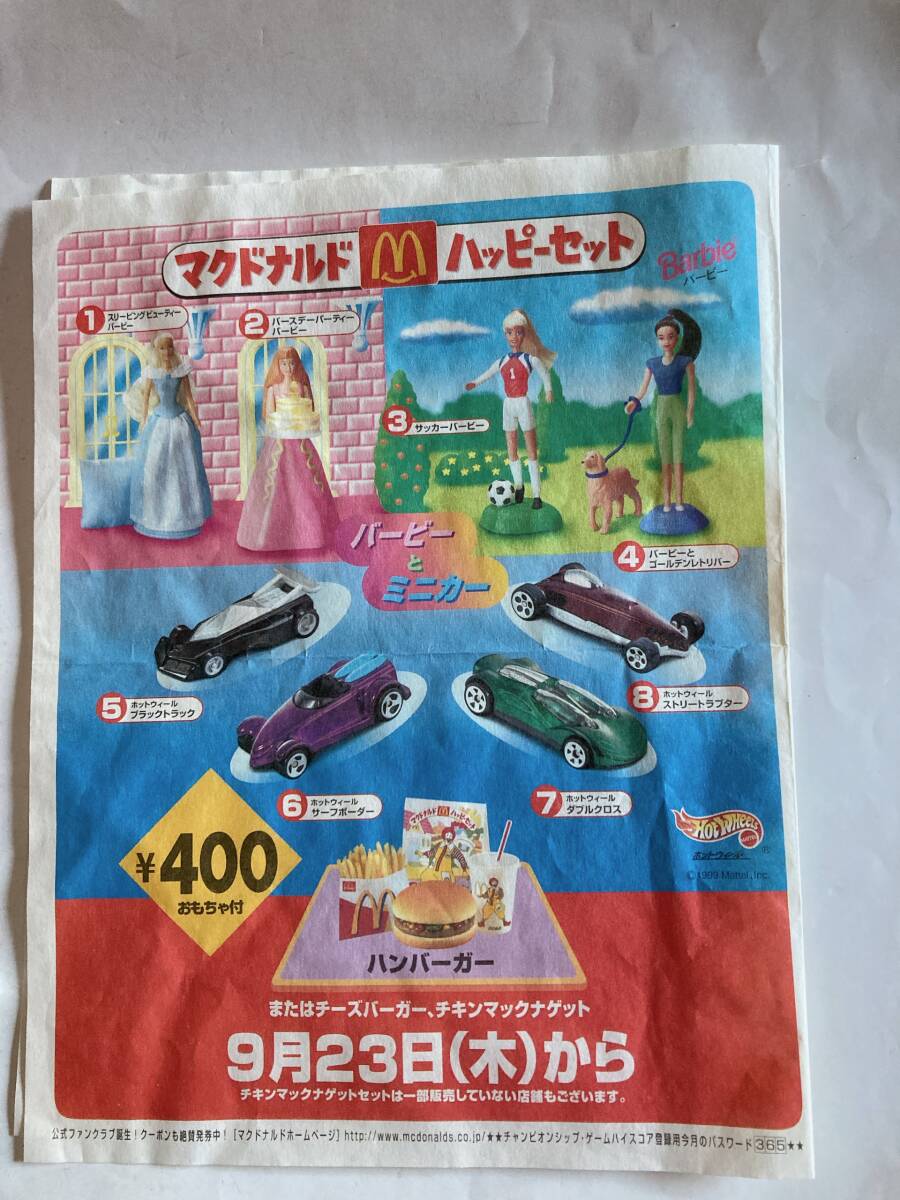 マクドナルド M ハッピーセット
Barbie
バービー
1 スリーピングビューティー
バービー
2 バースデーパーティー
バービー
3 サッカーバービー
4 バービーと
ゴールデンレトリバー
バービー
と
ミニカー
5 ホットウィール
ブラックトラック
8 ホットウィール
ストリートラプター
6 ホットウィール
サーフボーダー
7 ホットウィール
ダブルクロス
Hot Wheels
MATTEL
ホットウィール
®
©1999 Mattel, Inc.
¥400
おもちゃ付
マクドナルド M ハッピーセット
ハンバーガー
またはチーズバーガー、チキンマックナゲット
9月23日(木)から
チキンマックナゲットセットは一部販売していない店舗もございます。
公式ファンクラブ誕生!クーポンも絶賛発券中! [マクドナルドホームページ] http://www.mcdonalds.co.jp/ ★★チャンピオンシップ・ゲームハイスコア登録用今月のパスワード 365 ★★